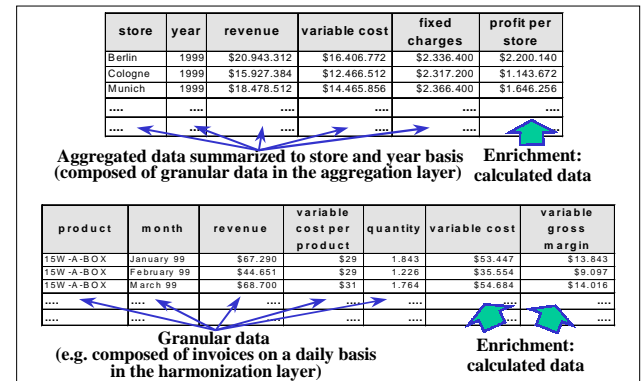 store year revenue variable cost fixed charges profit per store
Berlin 1999 $20.943.312 $16.406.772 $2.336.400 $2.200.140
Cologne 1999 $15.927.384 $12.466.512 $2.317.200 $1.143.672
Munich 1999 $18.478.512 $14.465.856 $2.366.400 $1.646.256
.... .... .... .... .... ....
.... .... .... .... .... ....
Aggregated data summarized to store and year basis
(composed of granular data in the aggregation layer)
Enrichment:
calculated data
product month revenue variable cost per product quantity variable cost variable gross margin
15W-A-BOX January 99 $67.290 $29 1.843 $53.447 $13.843
15W-A-BOX February 99 $44.651 $29 1.226 $35.554 $9.097
15W-A-BOX March 99 $68.700 $31 1.764 $54.684 $14.016
.... .... .... .... .... .... ....
.... .... .... .... .... .... ....
Granular data
(e.g. composed of invoices on a daily basis
in the harmonization layer)
Enrichment:
calculated data